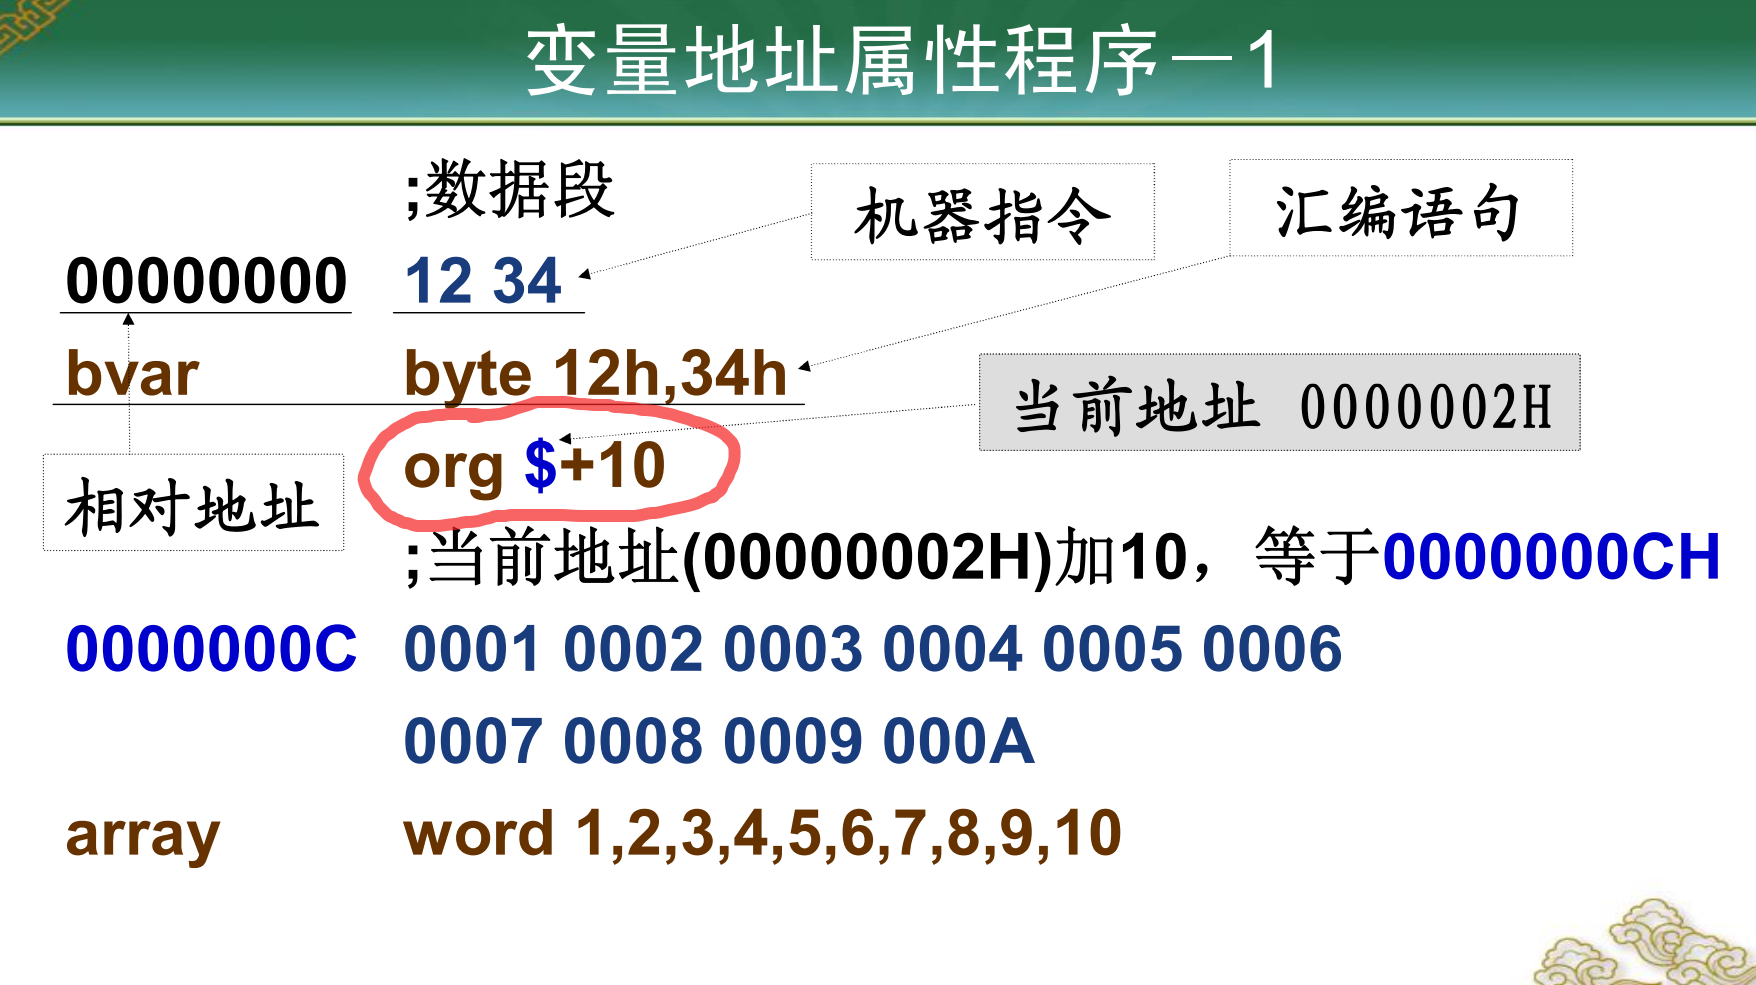 变量地址属性程序－1
;数据段
机器指令
汇编语句
00000000 12 34
bvar byte 12h,34h
当前地址 0000002H
org $+10
相对地址
;当前地址(00000002H)加10，等于0000000CH
0000000C 0001 0002 0003 0004 0005 0006
0007 0008 0009 000A
array word 1,2,3,4,5,6,7,8,9,10